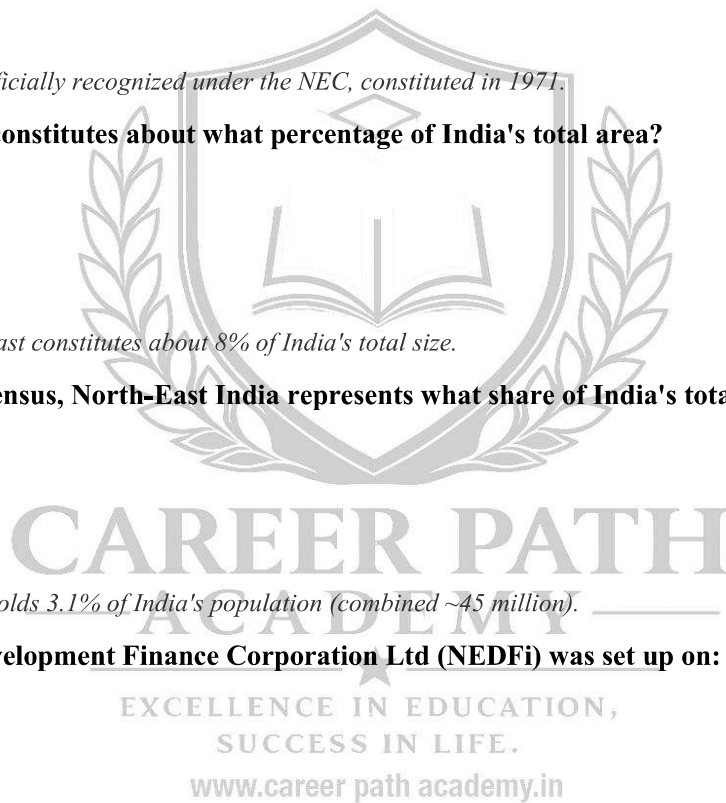 ficially recognized under the NEC, constituted in 1971.
constitutes about what percentage of India's total area?
ast constitutes about 8% of India's total size.
ensus, North-East India represents what share of India's tota
CAREER PATH
olds 3.1% of India's population (combined ~45 million).
ACADEMY
velopment Finance Corporation Ltd (NEDFi) was set up on:
EXCELLENCE IN EDUCATION,
SUCCESS IN LIFE.
www.career path academy.in